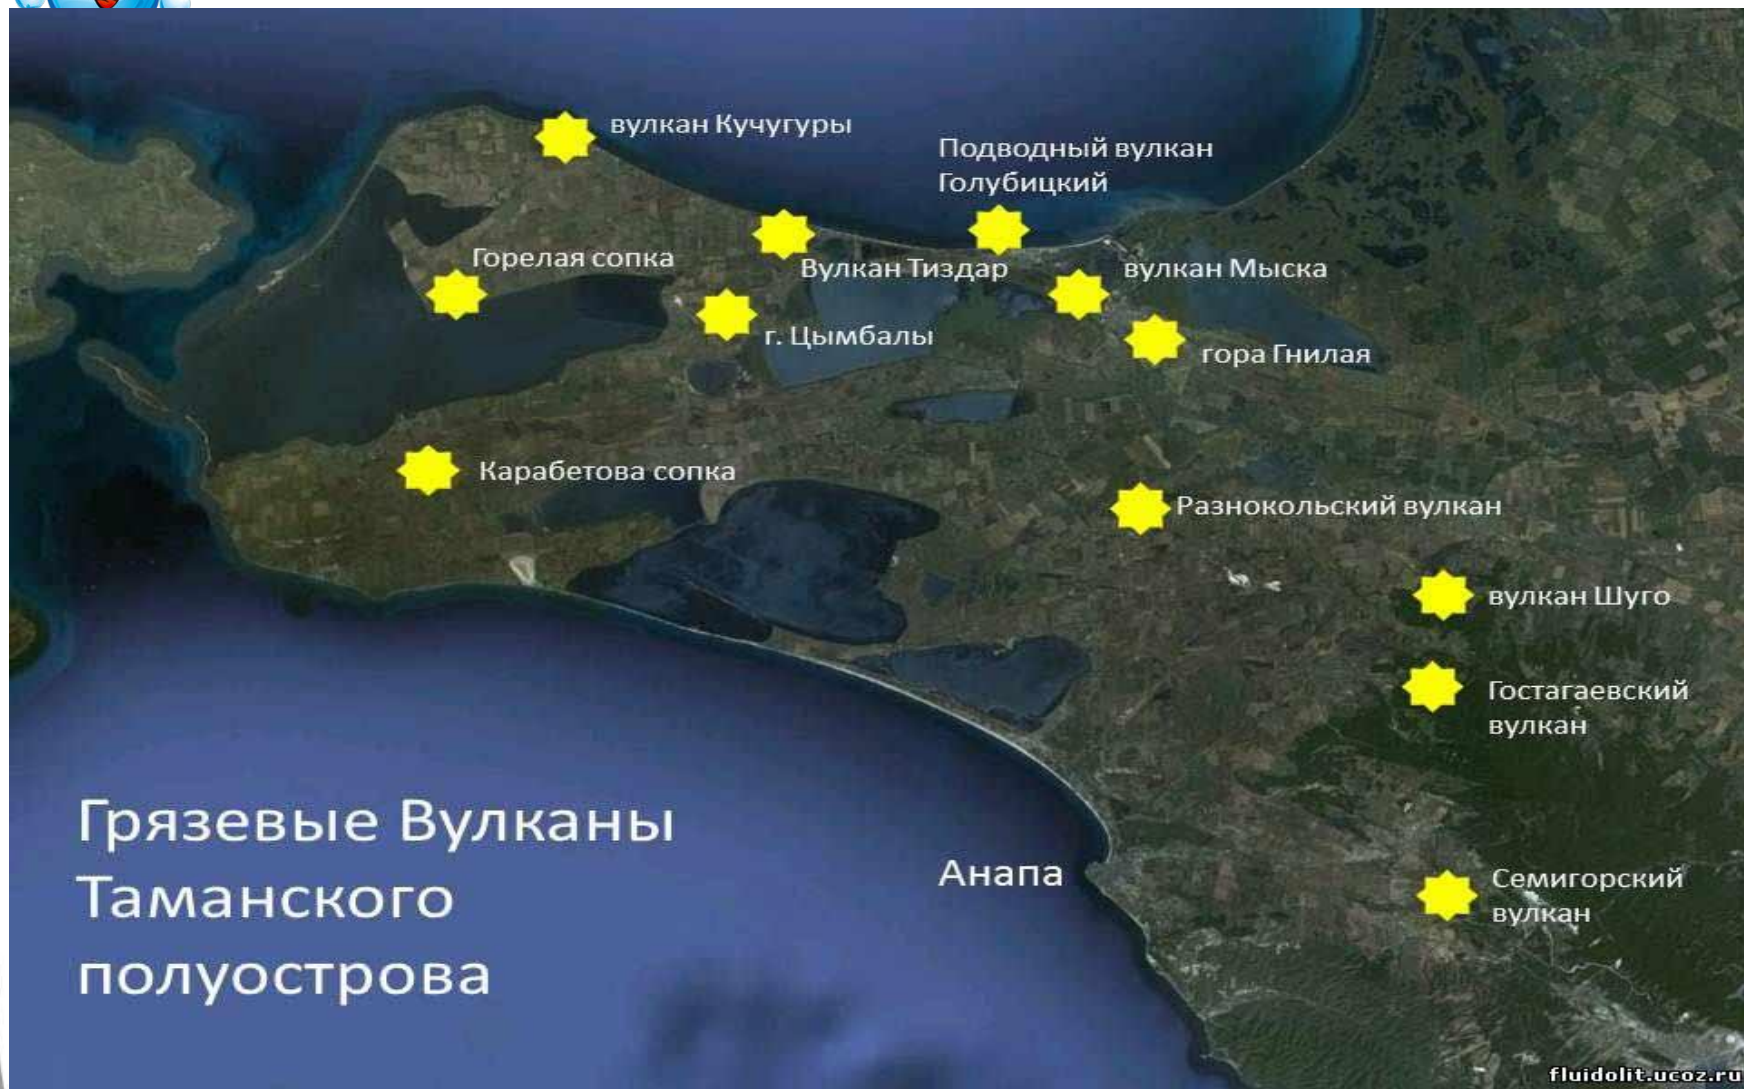 вулкан Кучугуры
Подводный вулкан
Голубицкий
Горелая сопка
Вулкан Тиздар
вулкан Мыска
г. Цымбалы
гора Гнилая
Карабетова сопка
Разнокольский вулкан
вулкан Шуго
Гостагаевский
вулкан
Грязевые Вулканы
Таманского
полуострова
Анапа
Семигорский
вулкан
fluidolit.ucoz.ru